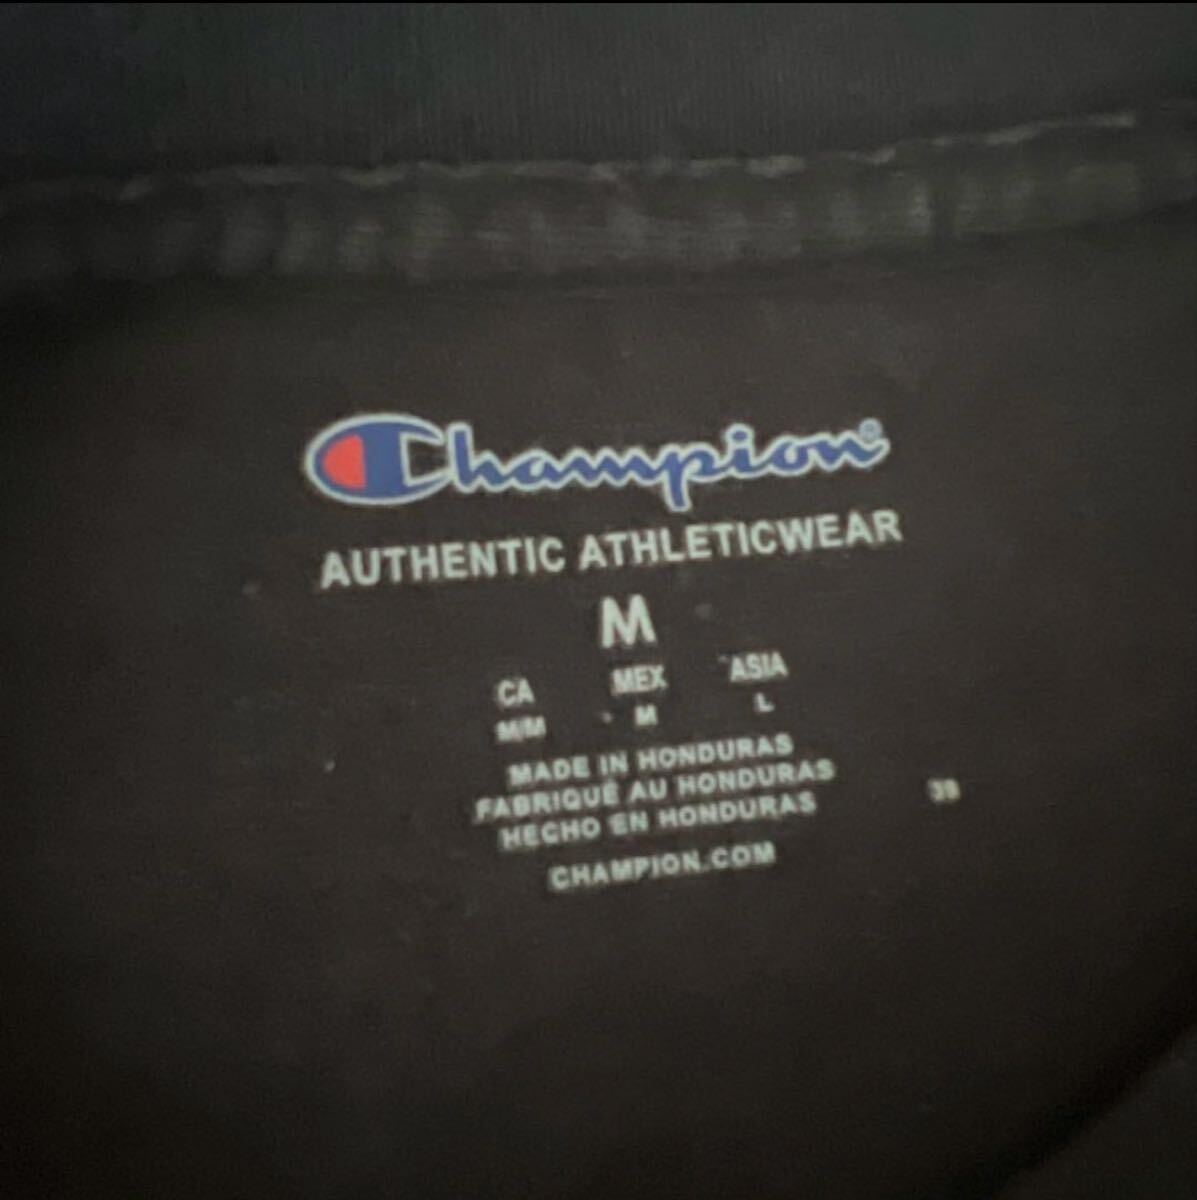 Champion®
AUTHENTIC ATHLETICWEAR
M
CA MEX ASIA
M/M M L
MADE IN HONDURAS
FABRIQUÉ AU HONDURAS
HECHO EN HONDURAS
CHAMPION.COM